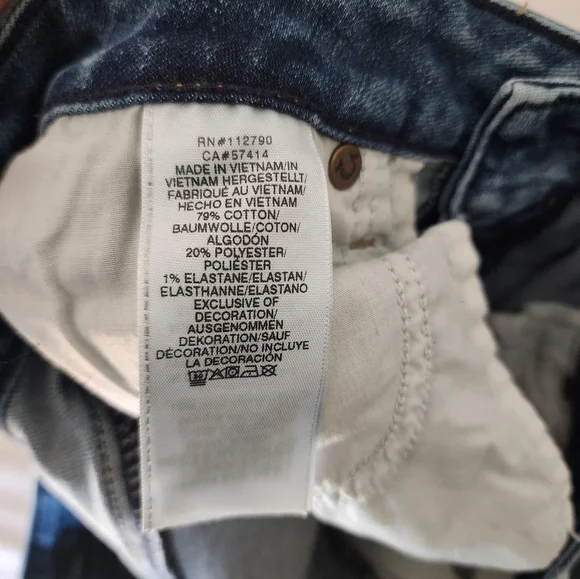 RN#112790
CA#57414
MADE IN VIETNAM/IN
VIETNAM HERGESTELLT/
FABRIQUÉ AU VIETNAM/
HECHO EN VIETNAM
79% COTTON/
BAUMWOLLE/COTON/
ALGODÓN
20% POLYESTER/
POLIÉSTER
1% ELASTANE/ELASTAN/
ELASTHANNE/ELASTANO
EXCLUSIVE OF
DECORATION/
AUSGENOMMEN
DEKORATION/SAUF
DÉCORATION/NO INCLUYE
LA DECORACIÓN